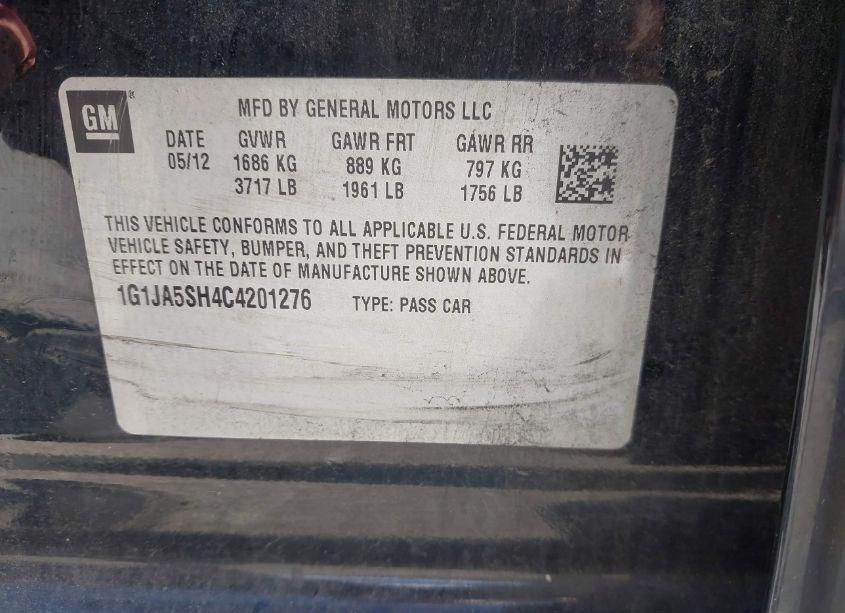 GM ®
MFD BY GENERAL MOTORS LLC
DATE GVWR GAWR FRT GAWR RR
05/12 1686 KG 889 KG 797 KG
3717 LB 1961 LB 1756 LB
THIS VEHICLE CONFORMS TO ALL APPLICABLE U.S. FEDERAL MOTOR
VEHICLE SAFETY, BUMPER, AND THEFT PREVENTION STANDARDS IN
EFFECT ON THE DATE OF MANUFACTURE SHOWN ABOVE.
1G1JA5SH4C4201276 TYPE: PASS CAR